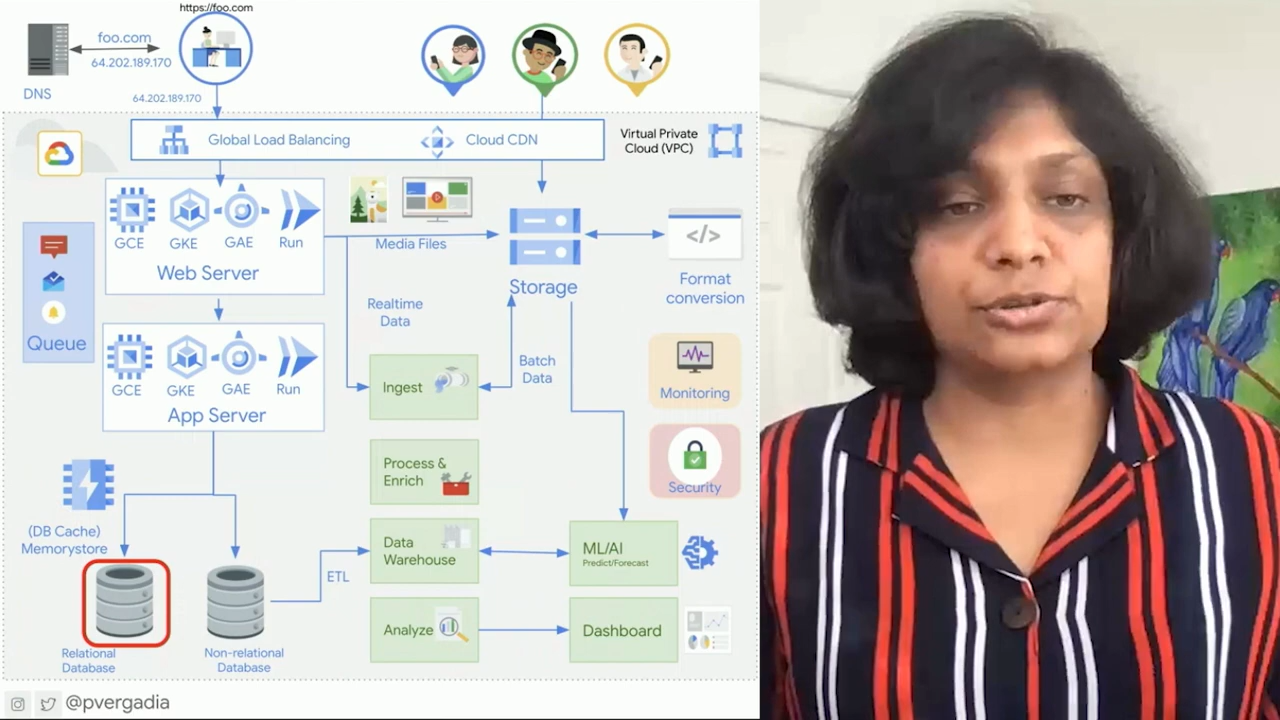 https://foo.com
foo.com
64.202.189.170
DNS
64.202.189.170
Global Load Balancing
Cloud CDN
Virtual Private
Cloud (VPC)
GCE
GKE
GAE
Run
Web Server
Media Files
Storage
Format
conversion
Queue
Realtime
Data
GCE
GKE
GAE
Run
App Server
Ingest
Batch
Data
Monitoring
Process &
Enrich
Security
(DB Cache)
Memorystore
Data
Warehouse
ML/AI
Predict/Forecast
ETL
Analyze
Dashboard
Relational
Database
Non-relational
Database
@pvergadia